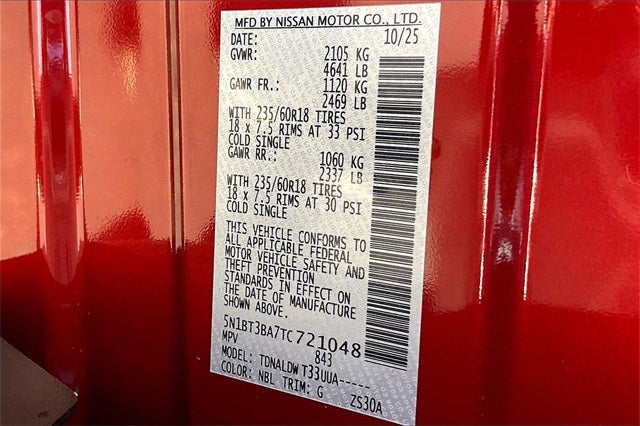 MFD BY NISSAN MOTOR CO., LTD.
DATE: 10/25
GVWR: 2105 KG
4641 LB
GAWR FR.: 1120 KG
2469 LB
WITH 235/60R18 TIRES
18 x 7.5 RIMS AT 33 PSI
COLD SINGLE
GAWR RR.: 1060 KG
2337 LB
WITH 235/60R18 TIRES
18 x 7.5 RIMS AT 30 PSI
COLD SINGLE
THIS VEHICLE CONFORMS TO
ALL APPLICABLE FEDERAL
MOTOR VEHICLE SAFETY AND
THEFT PREVENTION
STANDARDS IN EFFECT ON
THE DATE OF MANUFACTURE
SHOWN ABOVE.
5N1BT3BA7TC721048
MPV 843
MODEL: TDNALDWT33UUA-----
COLOR: NBL TRIM: G ZS30A